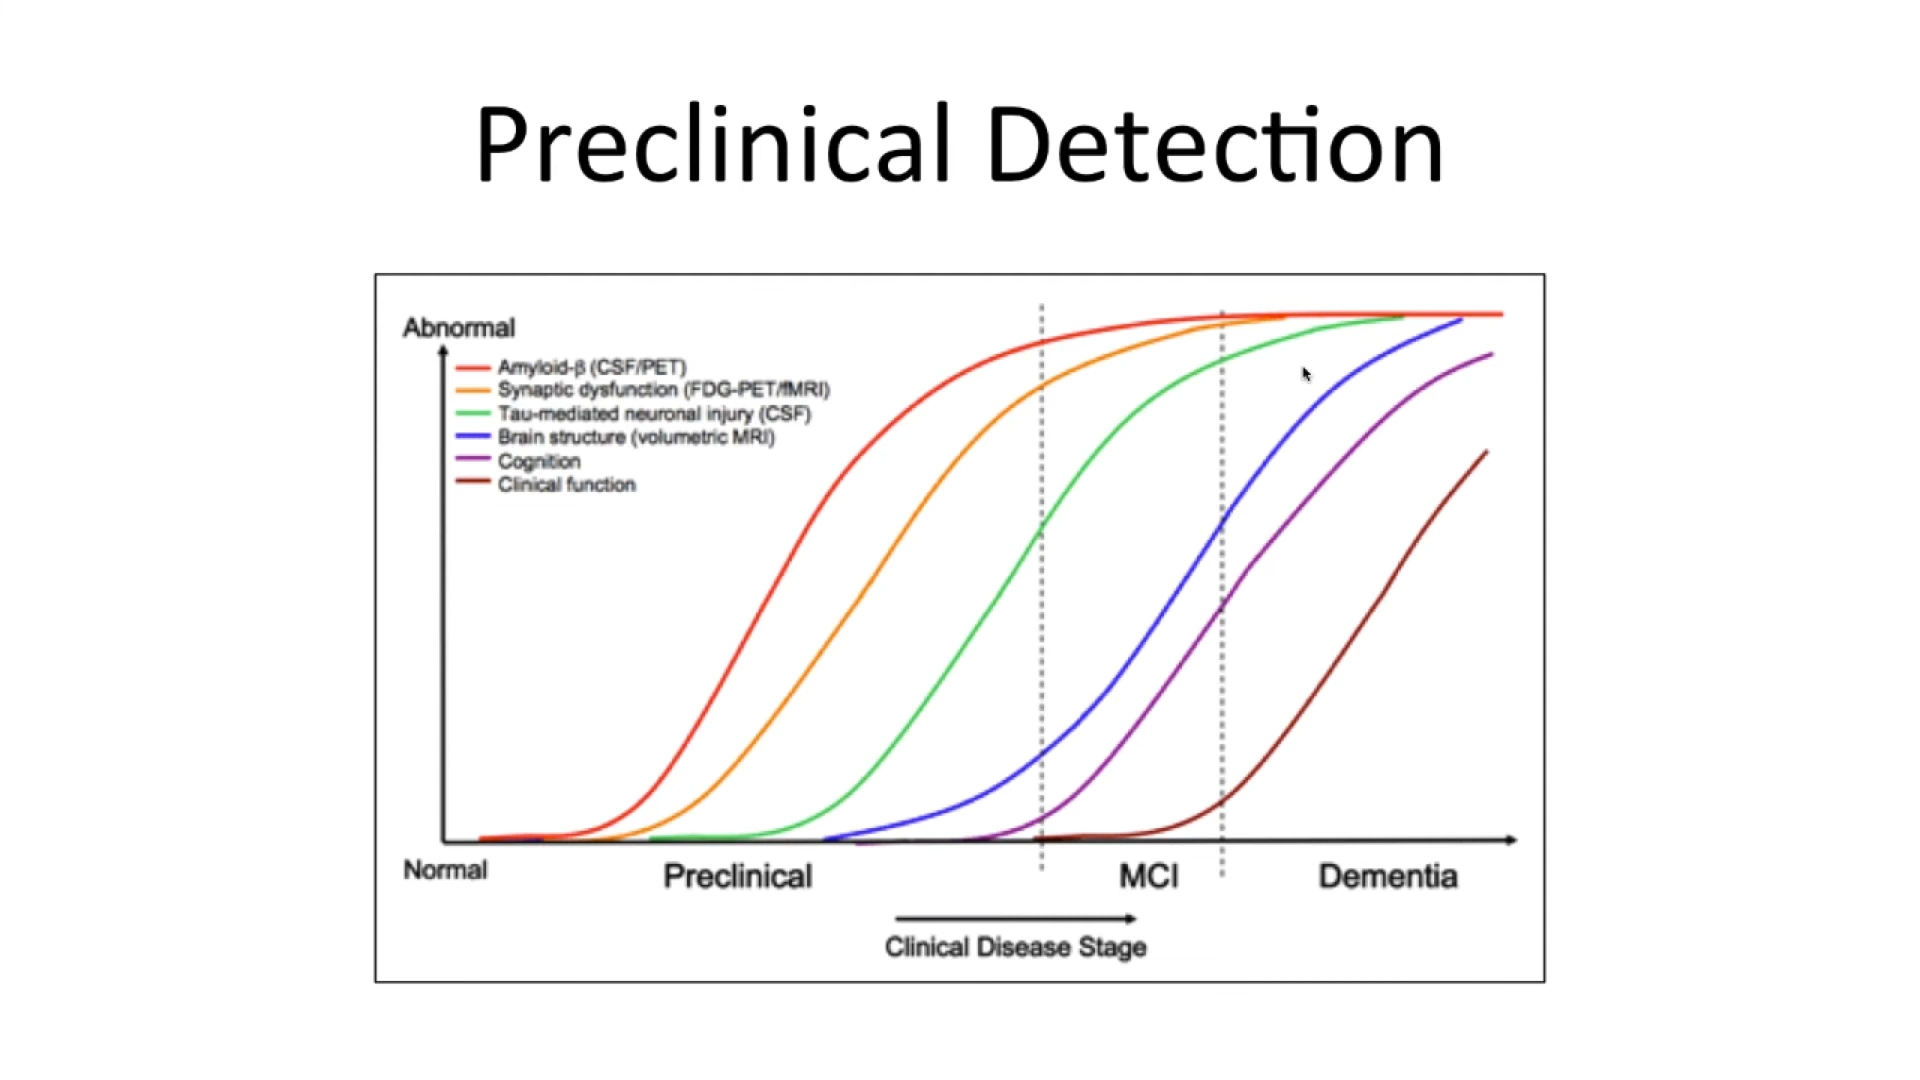 Preclinical Detection
Abnormal
Amyloid-β (CSF/PET)
Synaptic dysfunction (FDG-PET/fMRI)
Tau-mediated neuronal injury (CSF)
Brain structure (volumetric MRI)
Cognition
Clinical function
Normal
Preclinical MCI Dementia
Clinical Disease Stage